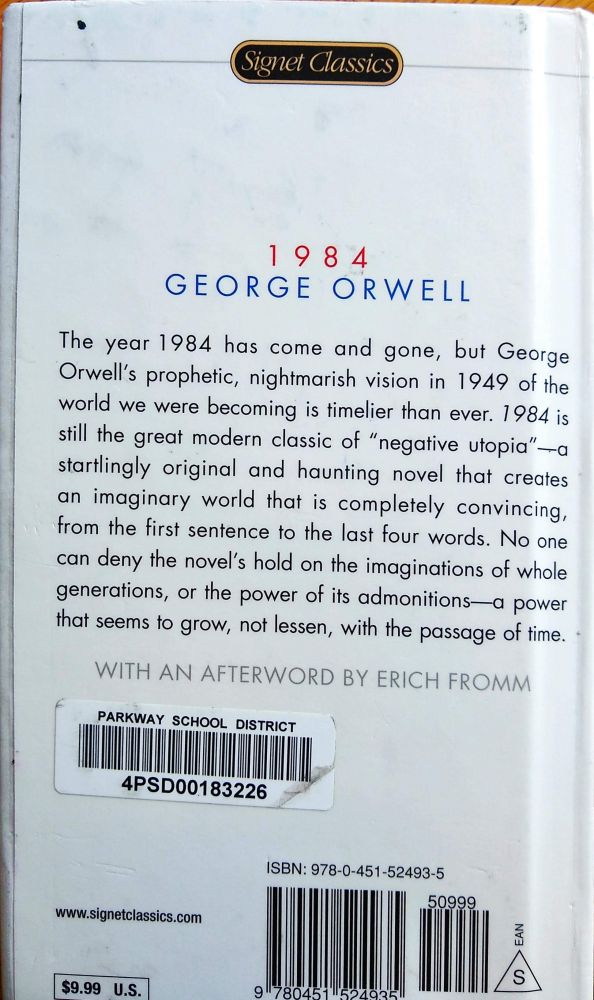 Signet Classics
1984
GEORGE ORWELL
The year 1984 has come and gone, but George
Orwell's prophetic, nightmarish vision in 1949 of the
world we were becoming is timelier than ever. 1984 is
still the great modern classic of "negative utopia"—a
startlingly original and haunting novel that creates
an imaginary world that is completely convincing,
from the first sentence to the last four words. No one
can deny the novel's hold on the imaginations of whole
generations, or the power of its admonitions—a power
that seems to grow, not lessen, with the passage of time.
WITH AN AFTERWORD BY ERICH FROMM
PARKWAY SCHOOL DISTRICT
4PSD00183226
ISBN: 978-0-451-52493-5
50999
www.signetclassics.com
EAN
S
$9.99 U.S.
9 780451 524935